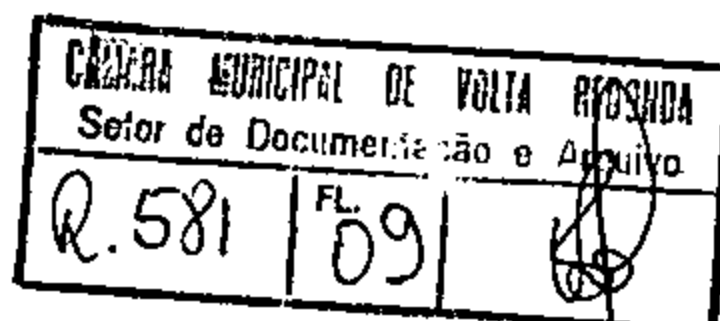 CÂMARA MUNICIPAL DE VOLTA REDONDA
Setor de Documentação e Arquivo
R. 581
FL.
09